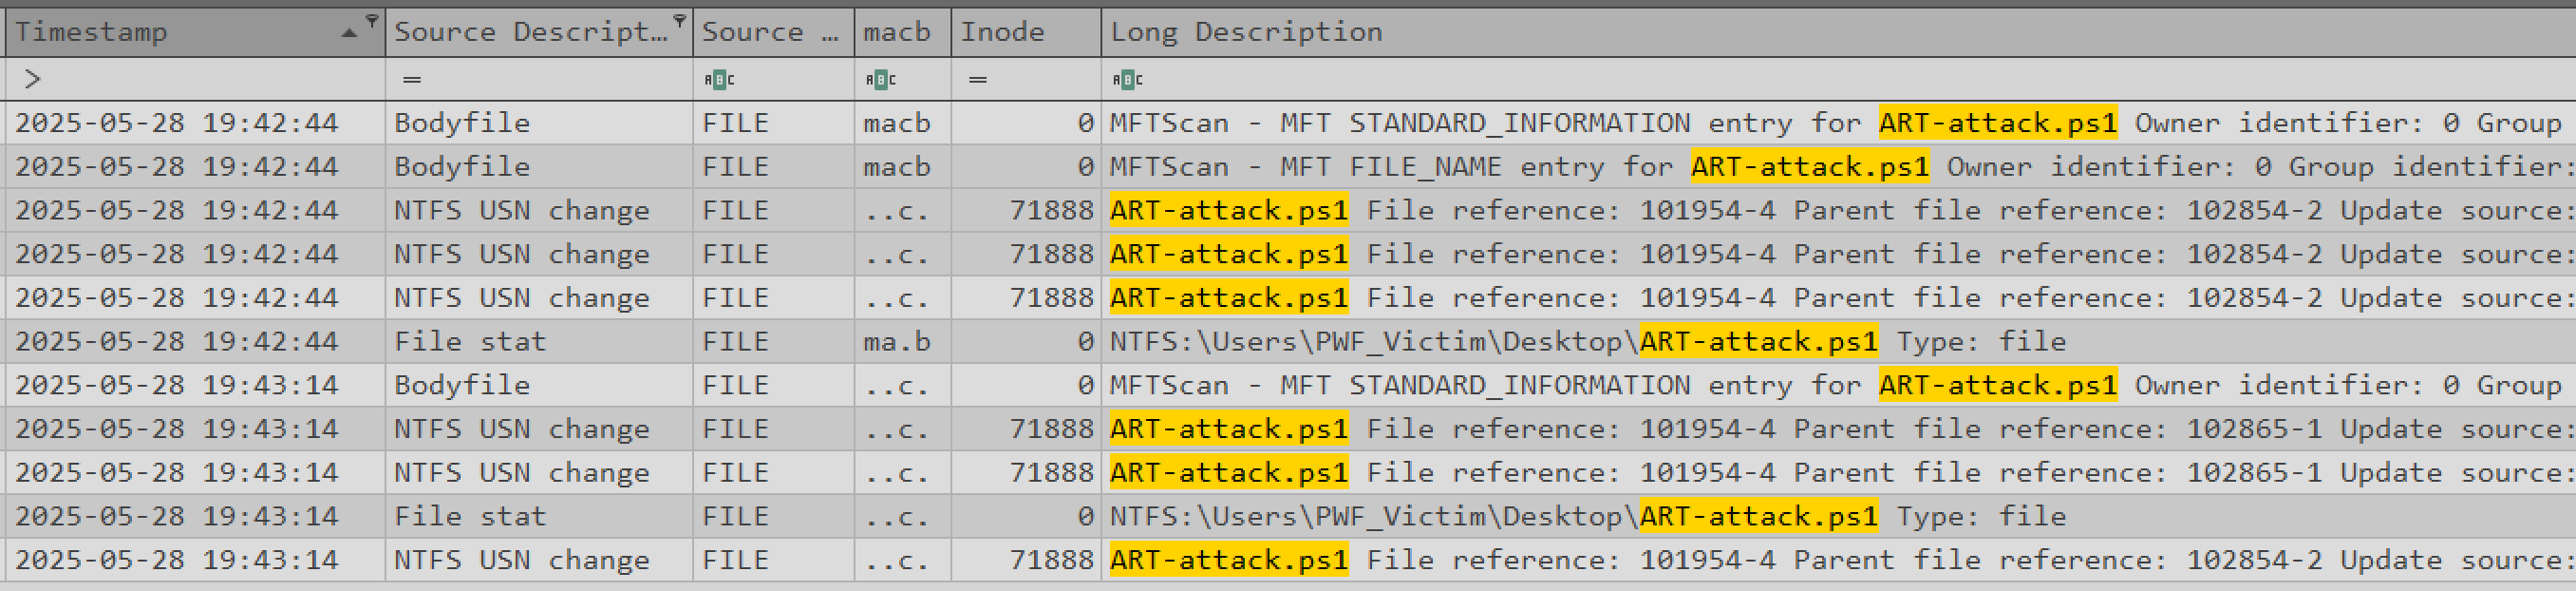 Timestamp Source Descript… Source … macb Inode Long Description
> = ABC ABC = ABC
2025-05-28 19:42:44 Bodyfile FILE macb 0 MFTScan - MFT STANDARD_INFORMATION entry for ART-attack.ps1 Owner identifier: 0 Group
2025-05-28 19:42:44 Bodyfile FILE macb 0 MFTScan - MFT FILE_NAME entry for ART-attack.ps1 Owner identifier: 0 Group identifier:
2025-05-28 19:42:44 NTFS USN change FILE ..c. 71888 ART-attack.ps1 File reference: 101954-4 Parent file reference: 102854-2 Update source:
2025-05-28 19:42:44 NTFS USN change FILE ..c. 71888 ART-attack.ps1 File reference: 101954-4 Parent file reference: 102854-2 Update source:
2025-05-28 19:42:44 NTFS USN change FILE ..c. 71888 ART-attack.ps1 File reference: 101954-4 Parent file reference: 102854-2 Update source:
2025-05-28 19:42:44 File stat FILE ma.b 0 NTFS:\Users\PWF_Victim\Desktop\ART-attack.ps1 Type: file
2025-05-28 19:43:14 Bodyfile FILE ..c. 0 MFTScan - MFT STANDARD_INFORMATION entry for ART-attack.ps1 Owner identifier: 0 Group
2025-05-28 19:43:14 NTFS USN change FILE ..c. 71888 ART-attack.ps1 File reference: 101954-4 Parent file reference: 102865-1 Update source:
2025-05-28 19:43:14 NTFS USN change FILE ..c. 71888 ART-attack.ps1 File reference: 101954-4 Parent file reference: 102865-1 Update source:
2025-05-28 19:43:14 File stat FILE ..c. 0 NTFS:\Users\PWF_Victim\Desktop\ART-attack.ps1 Type: file
2025-05-28 19:43:14 NTFS USN change FILE ..c. 71888 ART-attack.ps1 File reference: 101954-4 Parent file reference: 102854-2 Update source: